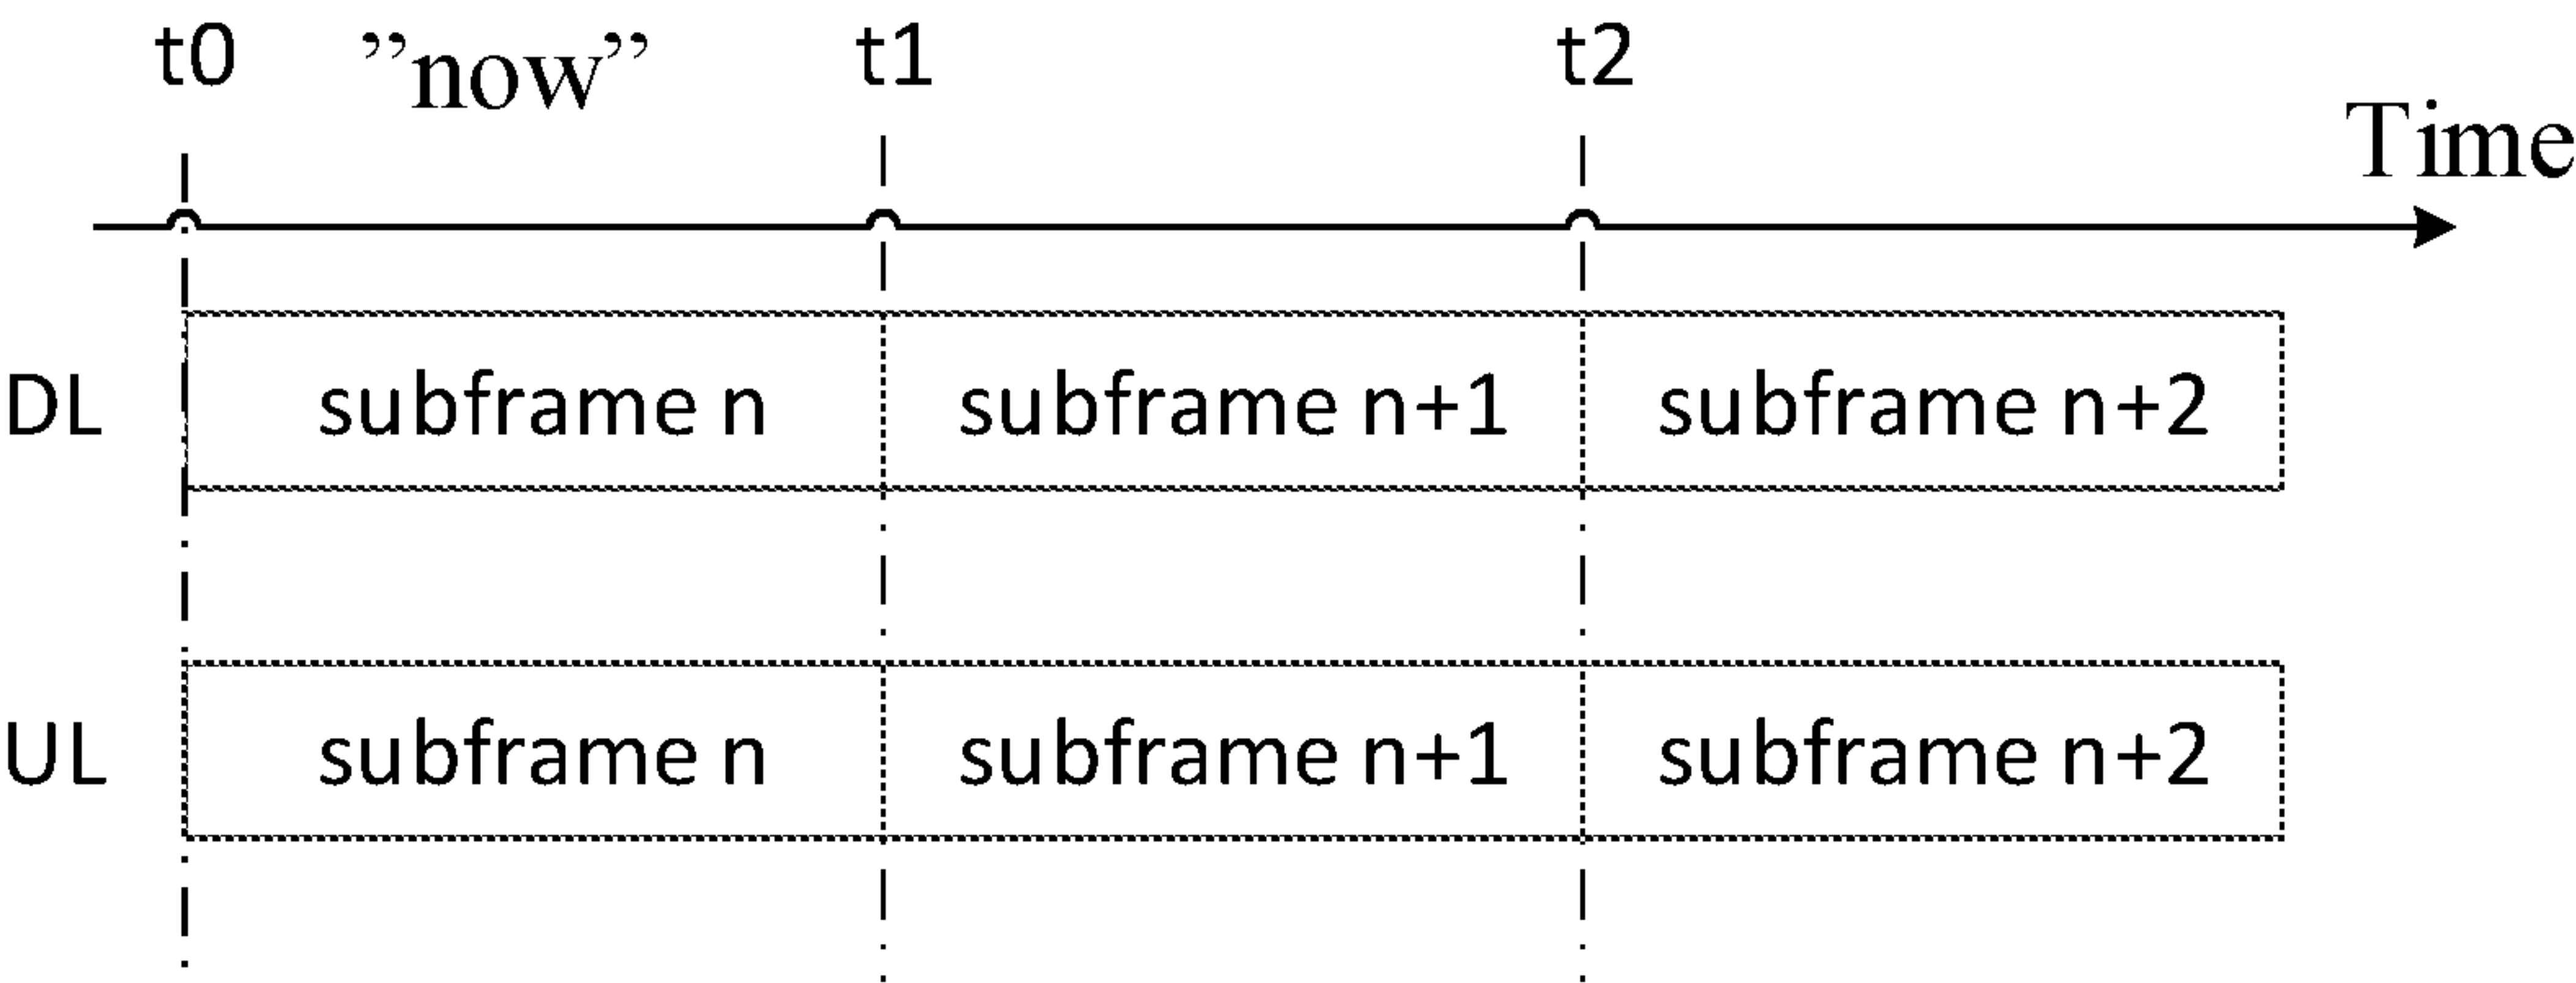 t0 ”now” t1 t2
Time
DL subframe n subframe n+1 subframe n+2
UL subframe n subframe n+1 subframe n+2